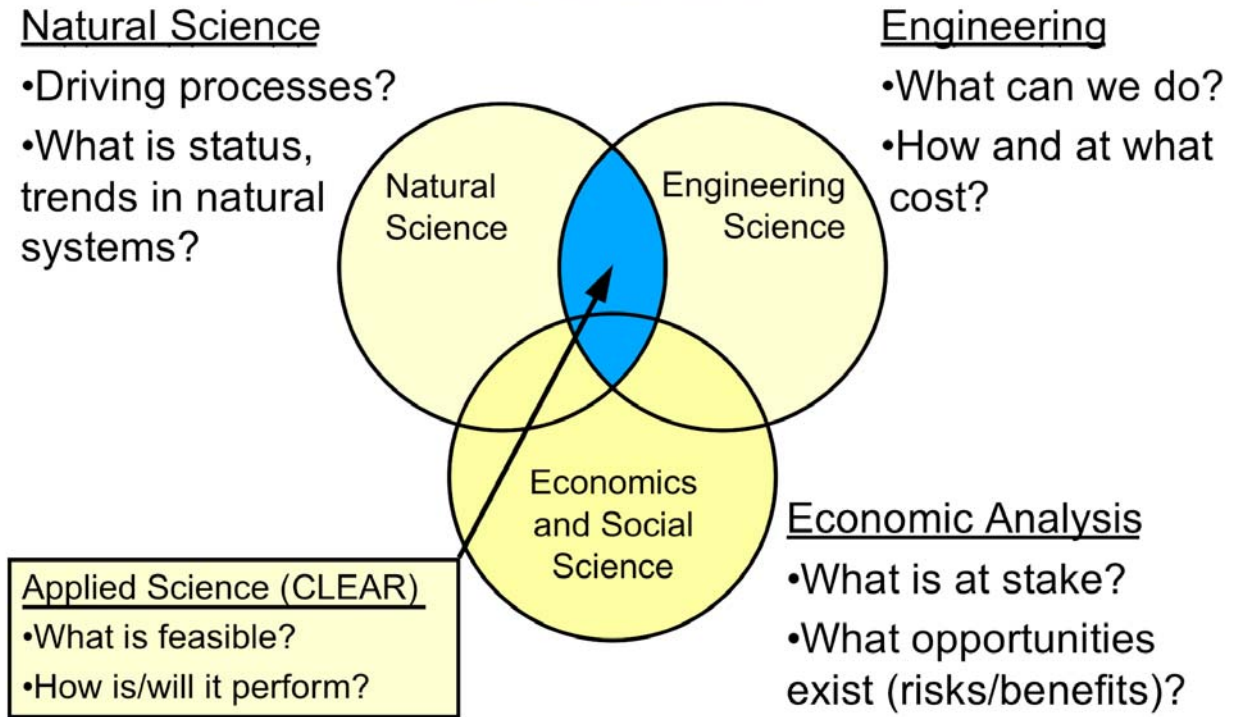 Natural Science
•Driving processes?
•What is status,
trends in natural
systems?
Engineering
•What can we do?
•How and at what
cost?
Natural
Science
Engineering
Science
Economics
and Social
Science
Applied Science (CLEAR)
•What is feasible?
•How is/will it perform?
Economic Analysis
•What is at stake?
•What opportunities
exist (risks/benefits)?